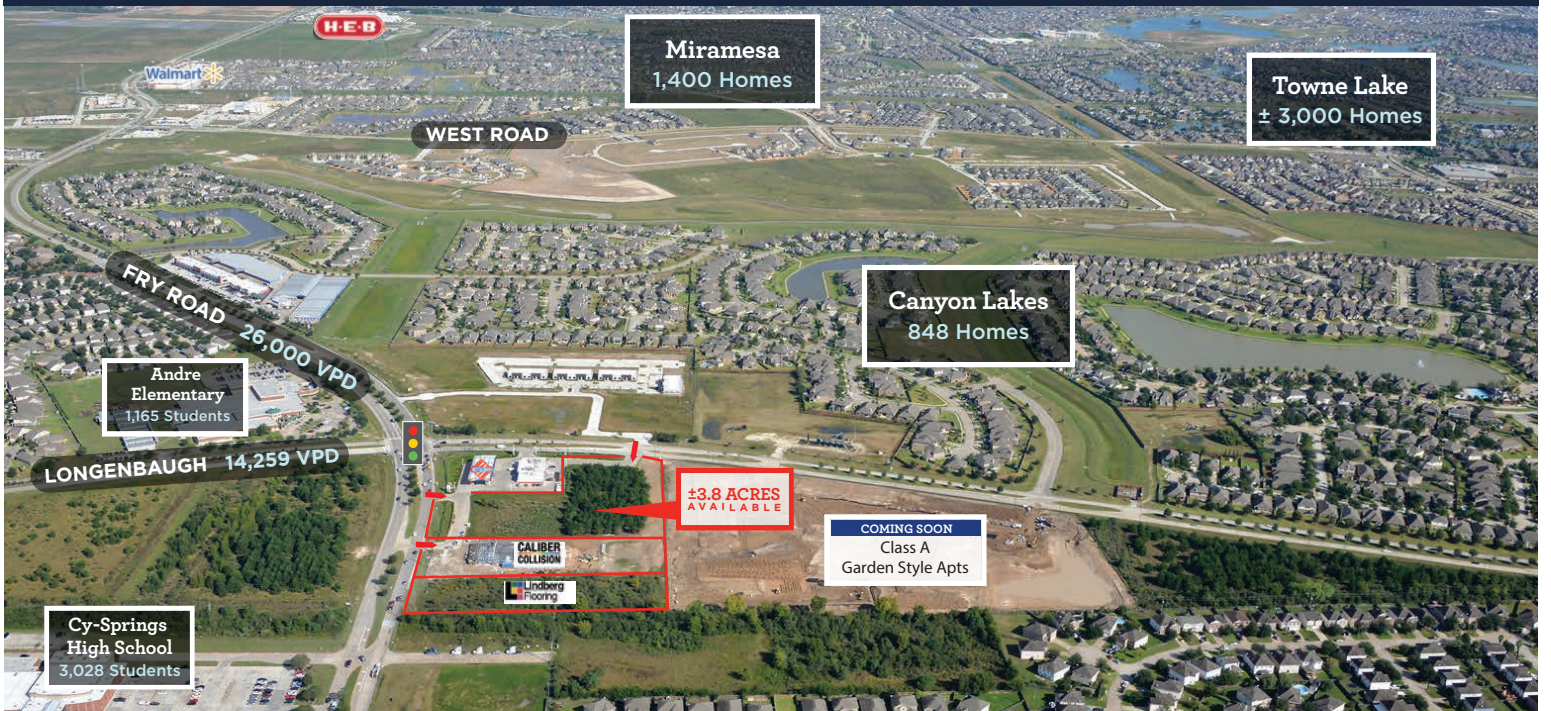 H-E-B
Walmart
Miramesa
1,400 Homes
Towne Lake
± 3,000 Homes
WEST ROAD
FRY ROAD 26,000 VPD
Canyon Lakes
848 Homes
Andre
Elementary
1,165 Students
LONGENBAUGH 14,259 VPD
±3.8 ACRES
AVAILABLE
COMING SOON
Class A
Garden Style Apts
CALIBER
COLLISION
Lindberg
Flooring
Cy-Springs
High School
3,028 Students